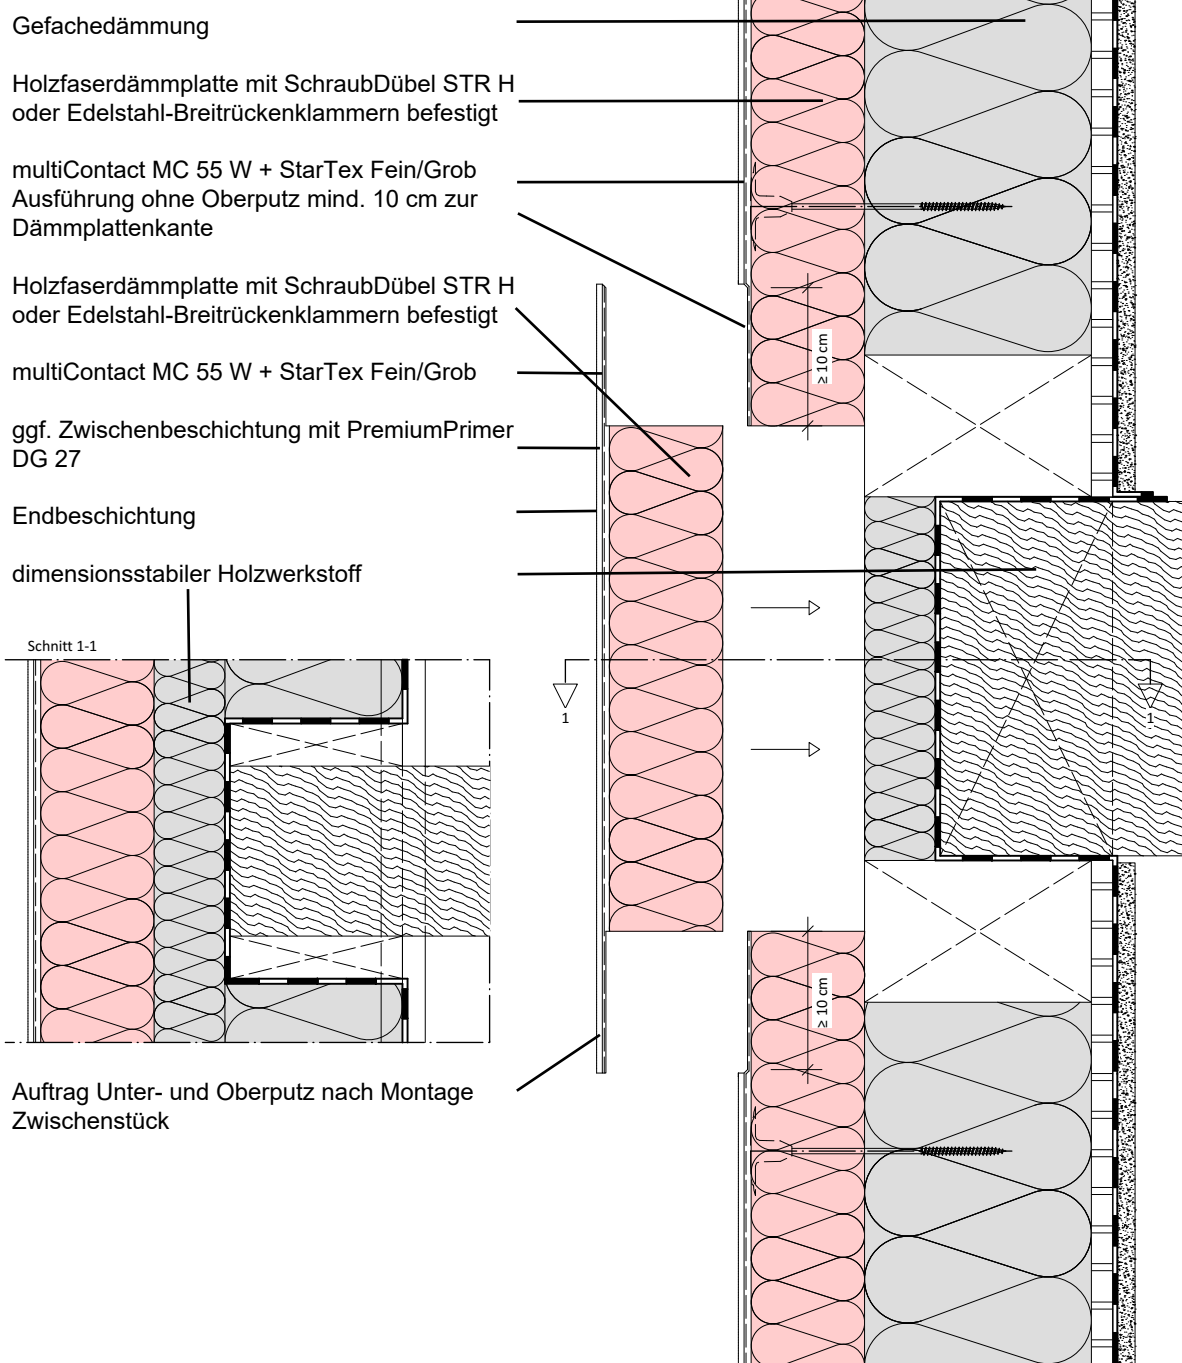 Gefachedämmung
Holzfaserdämmplatte mit SchraubDübel STR H
oder Edelstahl-Breitrückenklammern befestigt
multiContact MC 55 W + StarTex Fein/Grob
Ausführung ohne Oberputz mind. 10 cm zur
Dämmplattenkante
Holzfaserdämmplatte mit SchraubDübel STR H
oder Edelstahl-Breitrückenklammern befestigt
multiContact MC 55 W + StarTex Fein/Grob
ggf. Zwischenbeschichtung mit PremiumPrimer
DG 27
Endbeschichtung
dimensionsstabiler Holzwerkstoff
Schnitt 1-1
Auftrag Unter- und Oberputz nach Montage
Zwischenstück
≥ 10 cm
1
1
≥ 10 cm